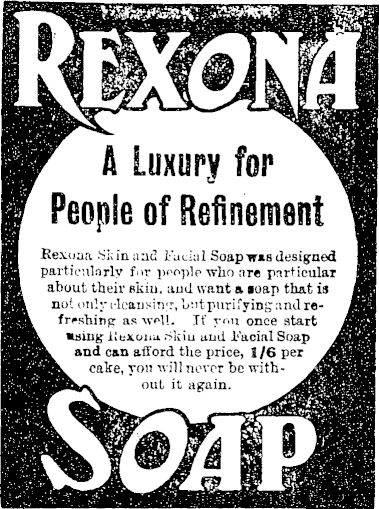 REXONA
A Luxury for
People of Refinement
Rexona Skin and Facial Soap was designed
particularly for people who are particular
about their skin, and want a soap that is
not only cleansing, but purifying and re-
freshing as well. If you once start
using Rexona Skin and Facial Soap
and can afford the price, 1/6 per
cake, you will never be with-
out it again.
SOAP